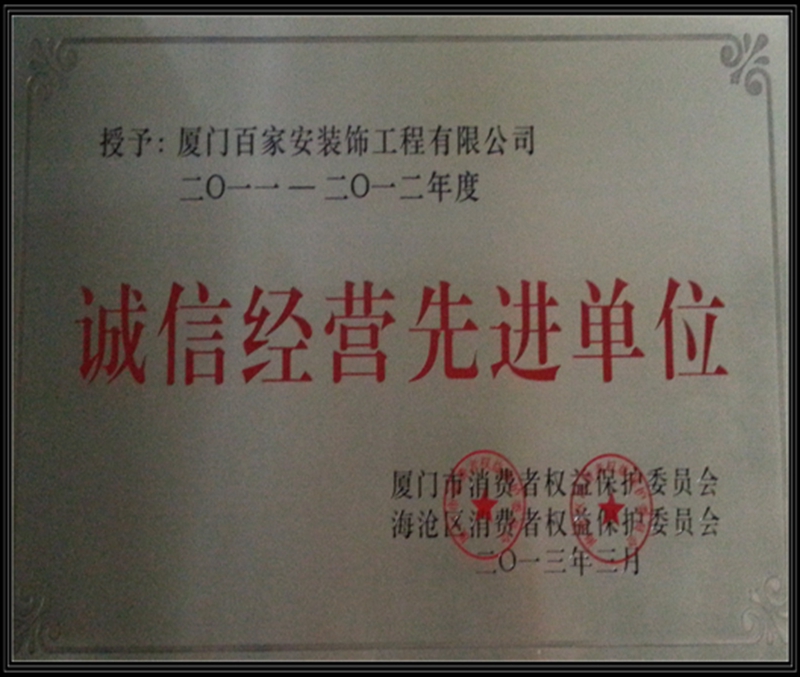 授予：厦门百家安装饰工程有限公司
二〇一一—二〇一二年度
诚信经营先进单位
厦门市消费者权益保护委员会
海沧区消费者权益保护委员会
二〇一三年三月